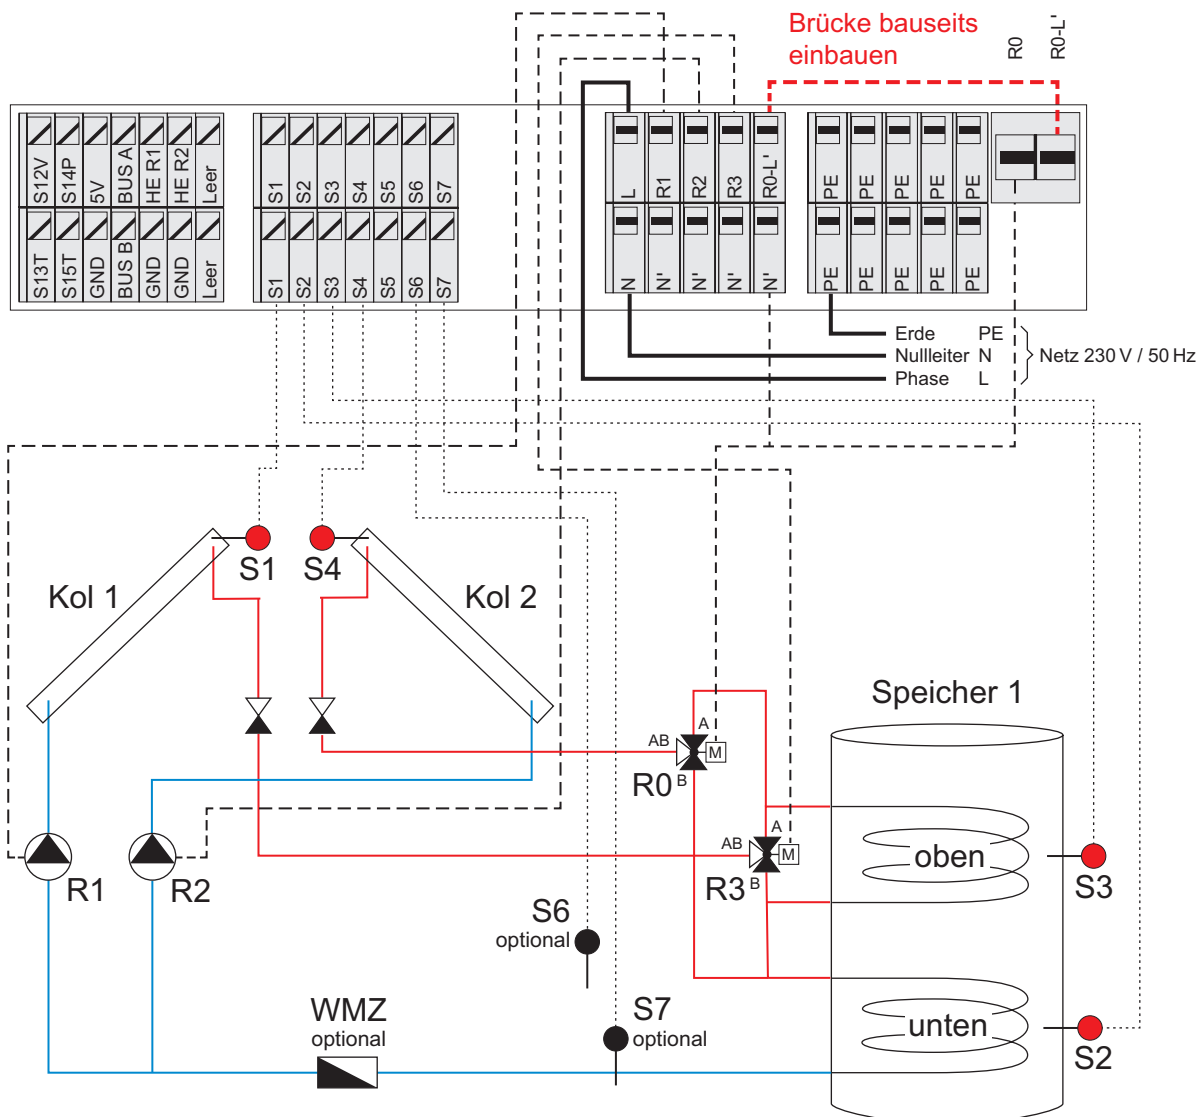 Brücke bauseits
einbauen
R0
R0-L'
S12V
S14P
5V
BUS A
HE R1
HE R2
Leer
S13T
S15T
GND
BUS B
GND
GND
Leer
S1
S2
S3
S4
S5
S6
S7
S1
S2
S3
S4
S5
S6
S7
L
R1
R2
R3
R0-L'
N
N'
N'
N'
N'
PE
PE
PE
PE
PE
PE
PE
PE
PE
PE
Erde PE
Nullleiter N
Phase L
Netz 230 V / 50 Hz
S1
S4
Kol 1
Kol 2
Speicher 1
A
AB
M
R0 B
A
AB
M
R3 B
R1
R2
oben
S3
S6
optional
WMZ
optional
S7
optional
unten
S2